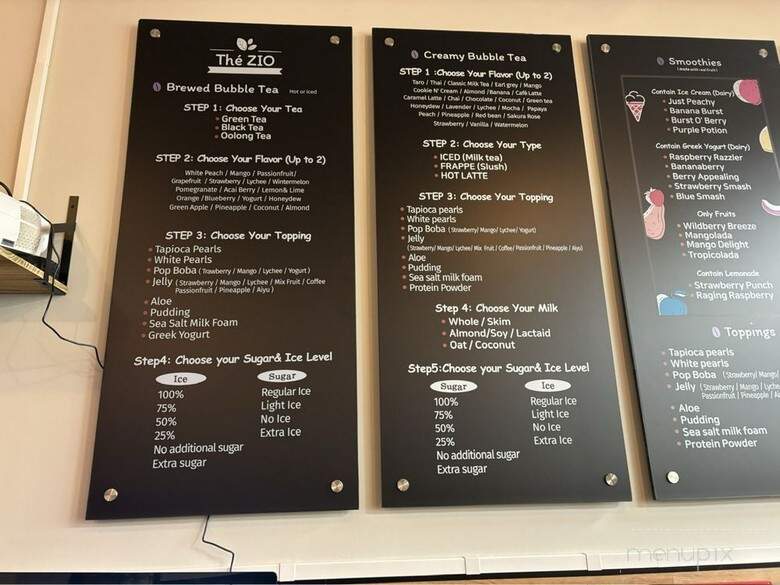 Thé ZIO
Brewed Bubble Tea Hot or iced
STEP 1: Choose Your Tea
Green Tea
Black Tea
Oolong Tea
STEP 2: Choose Your Flavor (Up to 2)
White Peach / Mango / Passionfruit/
Grapefruit / Strawberry / Lychee / Wintermelon
Pomegranate / Acai Berry / Lemon& Lime
Orange /Blueberry / Yogurt / Honeydew
Green Apple / Pineapple / Coconut / Almond
STEP 3: Choose Your Topping
Tapioca Pearls
White Pearls
Pop Boba ( Trawberry / Mango / Lychee / Yogurt )
Jelly ( Strawberry / Mango / Lychee / Mix Fruit / Coffee
Passionfruit / Pineapple / Aiyu )
Aloe
Pudding
Sea Salt Milk Foam
Greek Yogurt
Step4: Choose your Sugar& Ice Level
Ice Sugar
100% Regular Ice
75% Light Ice
50% No Ice
25% Extra Ice
No additional sugar
Extra sugar
Creamy Bubble Tea
STEP 1 :Choose Your Flavor (Up to 2)
Taro / Thai / Classic Milk Tea / Earl grey / Mango
Cookie N' Cream / Almond /Banana / Café Latte
Caramel Latte / Chai / Chocolate / Coconut / Green tea
Honeydew / Lavender / Lychee / Mocha / Papaya
Peach / Pineapple / Red bean / Sakura Rose
Strawberry / Vanilla / Watermelon
STEP 2: Choose Your Type
ICED (Milk tea)
FRAPPE (Slush)
HOT LATTE
STEP 3: Choose Your Topping
Tapioca pearls
White pearls
Pop Boba ( Strawberry/ Mango/ Lychee/ Yogurt)
Jelly
( Strawberry/ Mango/ Lychee/ Mix Fruit / Coffee/ Passionfruit / Pineapple / Aiyu)
Aloe
Pudding
Sea salt milk foam
Protein Powder
Step 4: Choose Your Milk
Whole / Skim
Almond/Soy / Lactaid
Oat / Coconut
Step5:Choose your Sugar& Ice Level
Sugar Ice
100% Regular Ice
75% Light Ice
50% No Ice
25% Extra Ice
No additional sugar
Extra sugar
Smoothies
( Made with real fruit )
Contain Ice Cream (Dairy)
Just Peachy
Banana Burst
Burst O' Berry
Purple Potion
Contain Greek Yogurt (Dairy)
Raspberry Razzler
Bananaberry
Berry Appealing
Strawberry Smash
Blue Smash
Only Fruits
Wildberry Breeze
Mangolada
Mango Delight
Tropicolada
Contain Lemonade
Strawberry Punch
Raging Raspberry
Toppings
Tapioca pearls
White pearls
Pop Boba ( Strawberry/ Mango/
Jelly ( Strawberry / Mango / Lyche
Passionfruit / Pineapple / Ai
Aloe
Pudding
Sea salt milk foam
Protein Powder
menupix